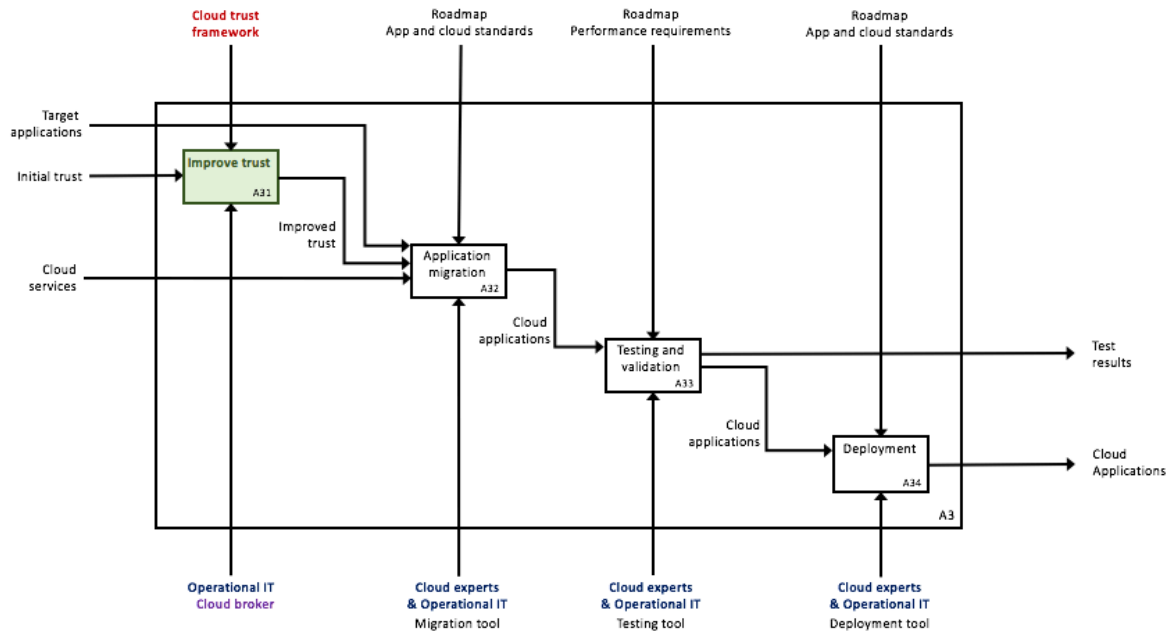 Cloud trust
framework
Roadmap
App and cloud standards
Roadmap
Performance requirements
Roadmap
App and cloud standards
Target
applications
Improve trust
A31
Initial trust
Improved
trust
Cloud
services
Application
migration
A32
Cloud
applications
Testing and
validation
A33
Test
results
Cloud
applications
Deployment
A34
Cloud
Applications
A3
Operational IT
Cloud broker
Cloud experts
& Operational IT
Migration tool
Cloud experts
& Operational IT
Testing tool
Cloud experts
& Operational IT
Deployment tool